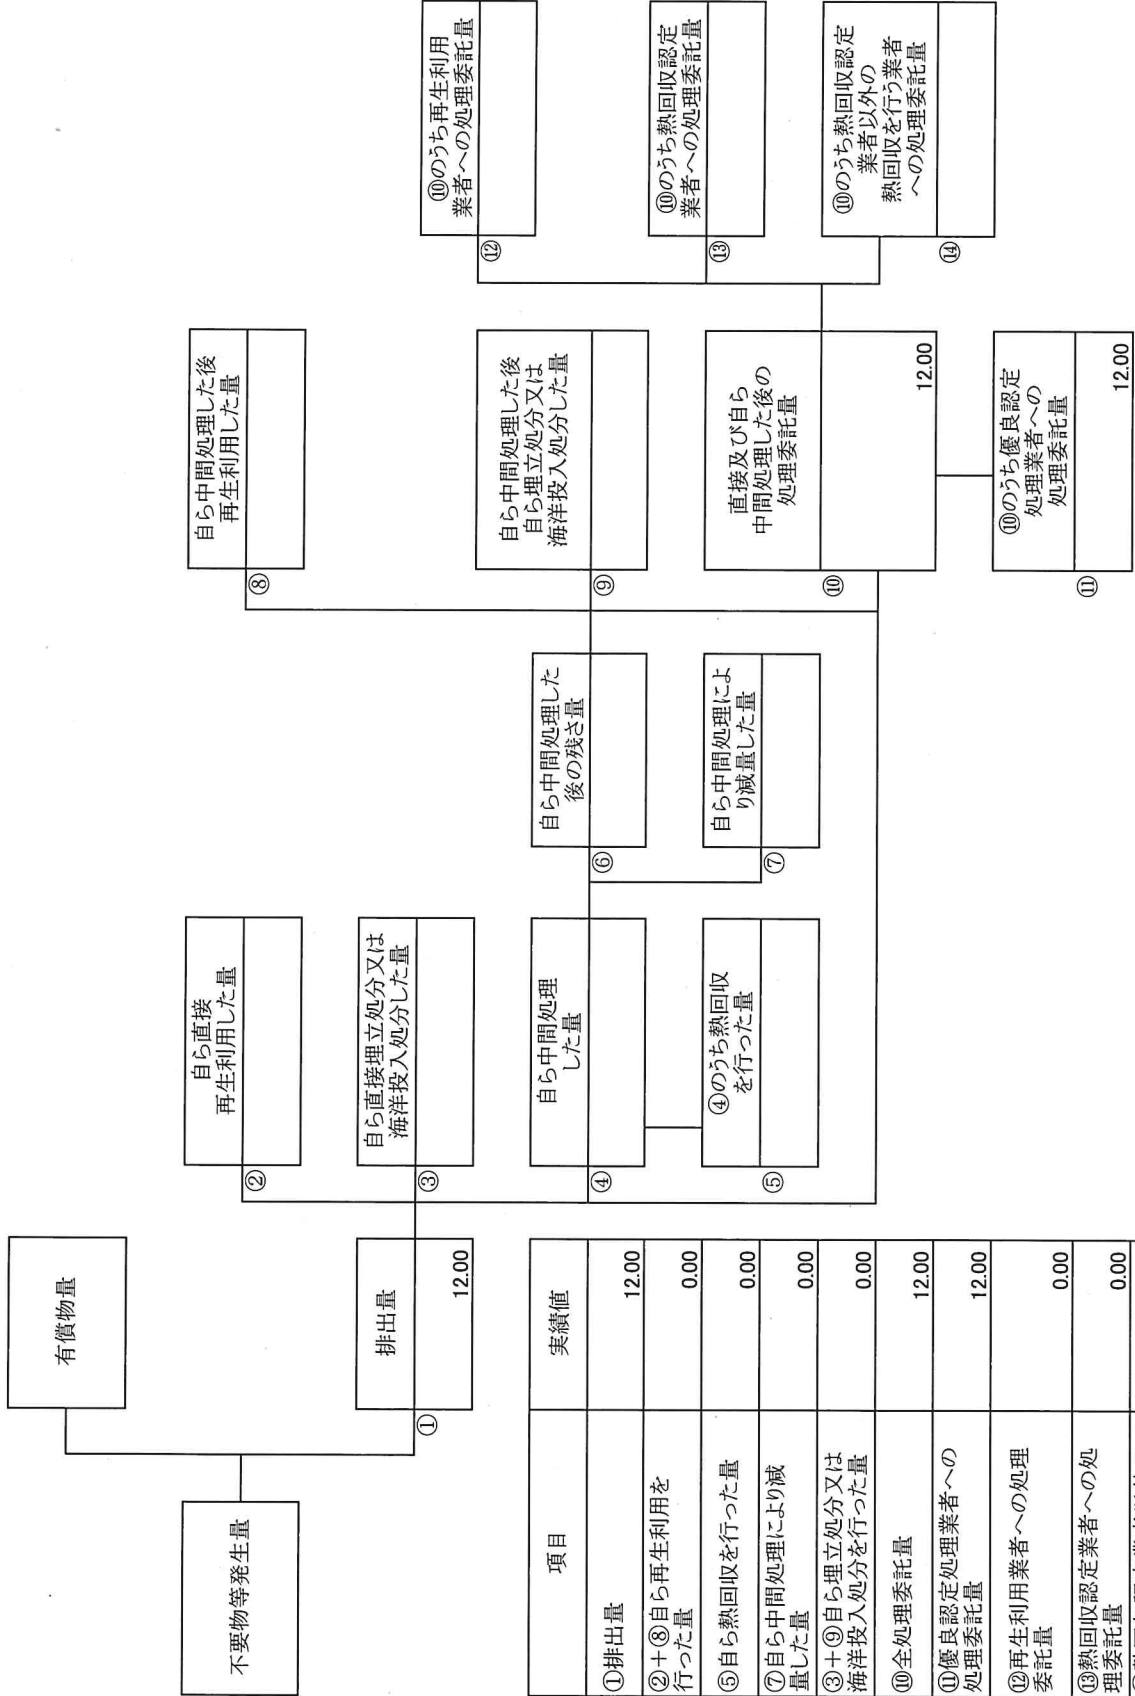 不要物等発生量
有償物量
①
排出量
12.00
②
自ら直接
再生利用した量
③
自ら直接埋立処分又は
海洋投入処分した量
④
自ら中間処理
した量
⑤
④のうち熱回収
を行った量
⑥
自ら中間処理した
後の残さ量
⑦
自ら中間処理によ
り減量した量
⑧
自ら中間処理した後
再生利用した量
⑨
自ら中間処理した後
自ら埋立処分又は
海洋投入処分した量
⑩
直接及び自ら
中間処理した後の
処理委託量
12.00
⑪
⑩のうち優良認定
処理業者への
処理委託量
12.00
⑫
⑩のうち再生利用
業者への処理委託量
⑬
⑩のうち熱回収認定
業者への処理委託量
⑭
⑩のうち熱回収認定
業者以外の
熱回収を行う業者
への処理委託量
項目
実績値
①排出量
12.00
②+⑧自ら再生利用を
行った量
0.00
⑤自ら熱回収を行った量
0.00
⑦自ら中間処理により減
量した量
0.00
③+⑨自ら埋立処分又は
海洋投入処分を行った量
0.00
⑩全処理委託量
12.00
⑪優良認定処理業者への
処理委託量
12.00
⑫再生利用業者への処理
委託量
0.00
⑬熱回収認定業者への処
理委託量
0.00